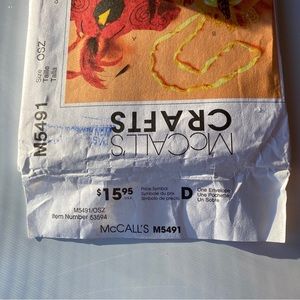 M5491
Size
Taille
Talla
OSZ
McCALL'S
CRAFTS
$15.95
U.S.A.
Price Symbol
Symbole du prix
Símbolo de precio
D
One Envelope
Une Pochette
Un Sobre
M5491/OSZ
Item Number 63594
McCALL'S M5491